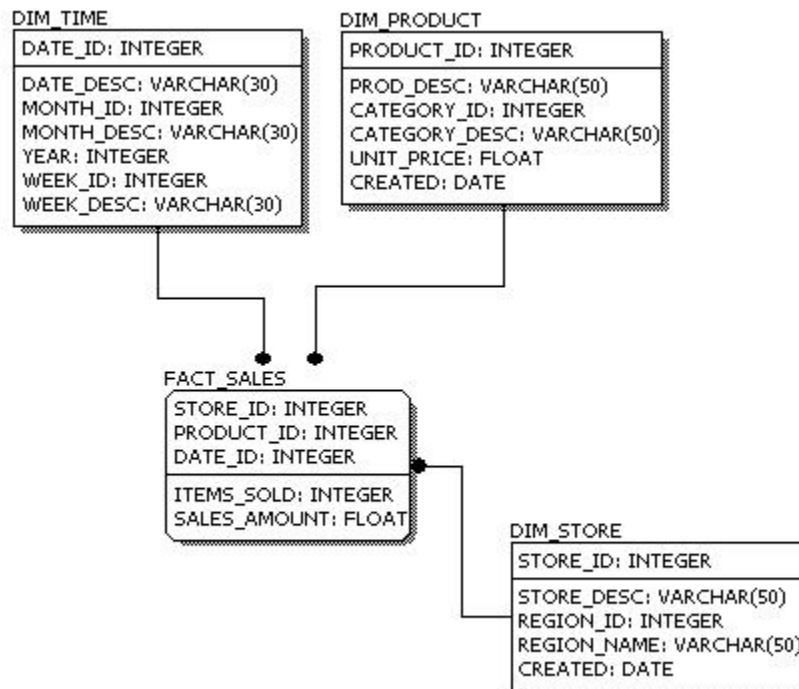 DIM_TIME
DATE_ID: INTEGER
DATE_DESC: VARCHAR(30)
MONTH_ID: INTEGER
MONTH_DESC: VARCHAR(30)
YEAR: INTEGER
WEEK_ID: INTEGER
WEEK_DESC: VARCHAR(30)
DIM_PRODUCT
PRODUCT_ID: INTEGER
PROD_DESC: VARCHAR(50)
CATEGORY_ID: INTEGER
CATEGORY_DESC: VARCHAR(50)
UNIT_PRICE: FLOAT
CREATED: DATE
FACT_SALES
STORE_ID: INTEGER
PRODUCT_ID: INTEGER
DATE_ID: INTEGER
ITEMS_SOLD: INTEGER
SALES_AMOUNT: FLOAT
DIM_STORE
STORE_ID: INTEGER
STORE_DESC: VARCHAR(50)
REGION_ID: INTEGER
REGION_NAME: VARCHAR(50)
CREATED: DATE